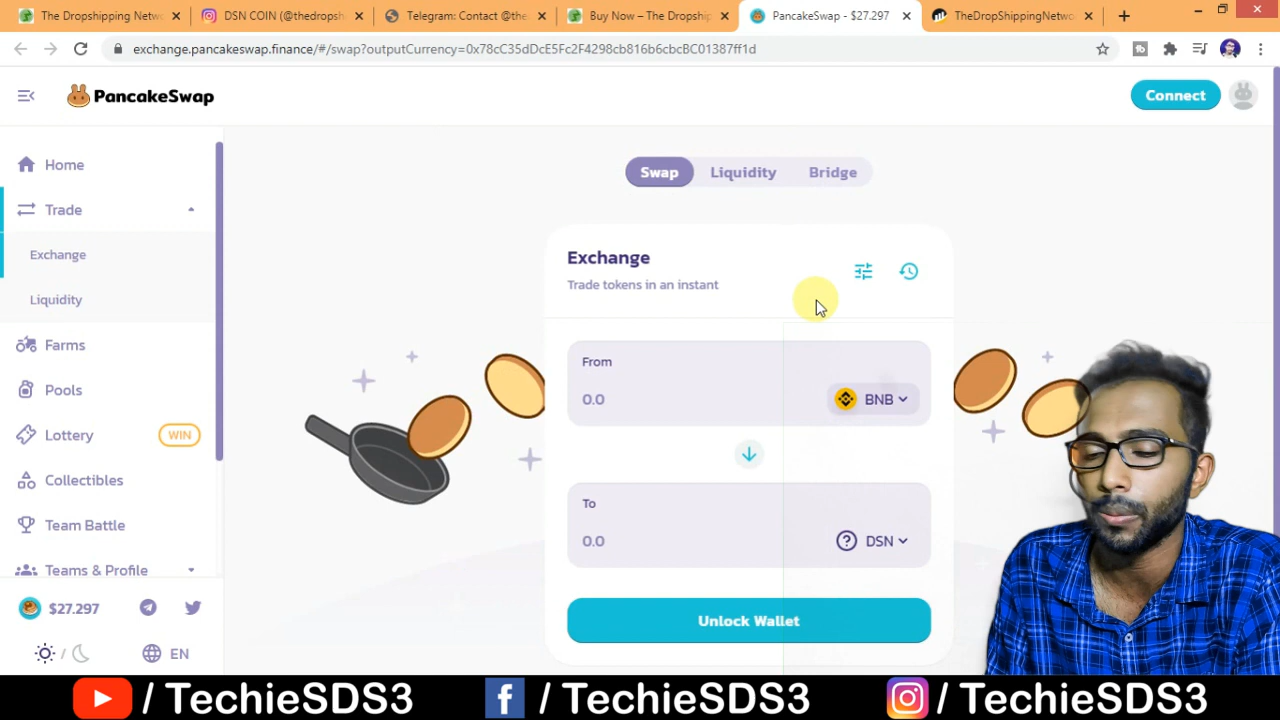 The Dropshipping Netwo
DSN COIN (@thedropsh
Telegram: Contact @the
Buy Now – The Dropship
PancakeSwap - $27.297
TheDropShippingNetwo
exchange.pancakeswap.finance/#/swap?outputCurrency=0x78cC35dDcE5Fc2F4298cb816b6cbcBC01387ff1d
PancakeSwap
Connect
Home
Trade
Exchange
Liquidity
Farms
Pools
Lottery
WIN
Collectibles
Team Battle
Teams & Profile
$27.297
/
EN
Swap
Liquidity
Bridge
Exchange
Trade tokens in an instant
From
0.0
BNB
To
0.0
DSN
Unlock Wallet
/ TechieSDS3
/ TechieSDS3
/ TechieSDS3